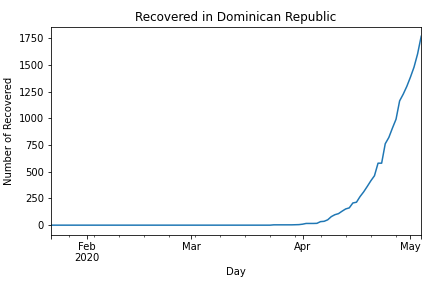 Recovered in Dominican Republic
Number of Recovered
1750
1500
1250
1000
750
500
250
0
Feb
2020
Mar
Apr
May
Day